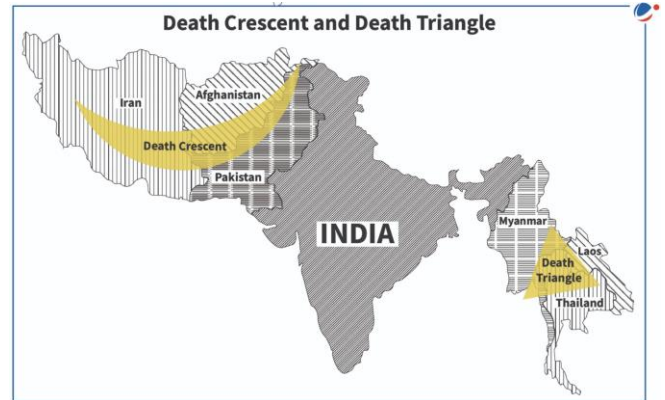 Death Crescent and Death Triangle
Iran
Afghanistan
Death Crescent
Pakistan
INDIA
Myanmar
Laos
Death
Triangle
Thailand